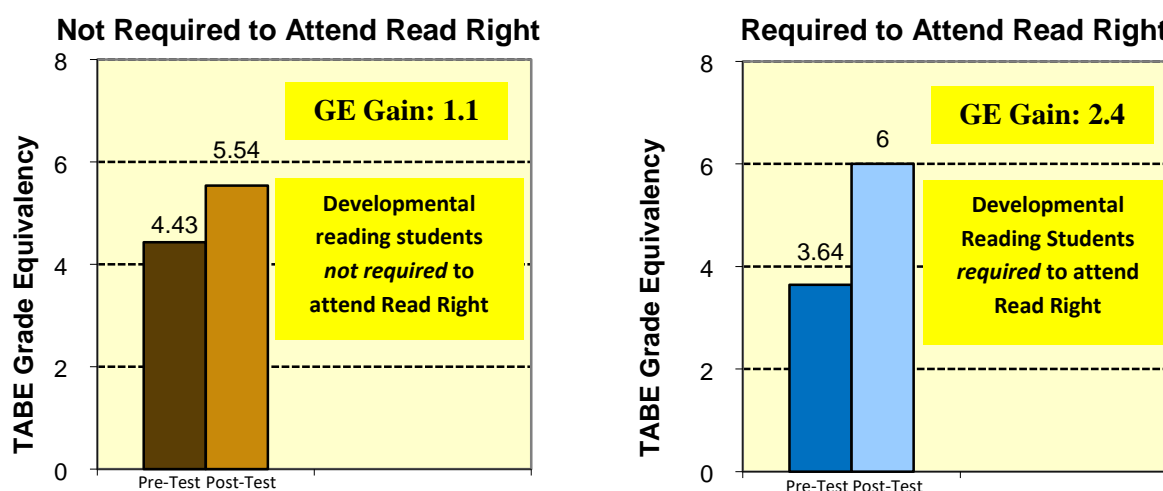 Not Required to Attend Read Right
8
6
4
2
0
TABE Grade Equivalency
GE Gain: 1.1
5.54
4.43
Developmental
reading students
not required to
attend Read Right
Pre-Test Post-Test
Required to Attend Read Right
8
6
4
2
0
TABE Grade Equivalency
GE Gain: 2.4
6
3.64
Developmental
Reading Students
required to attend
Read Right
Pre-Test Post-Test